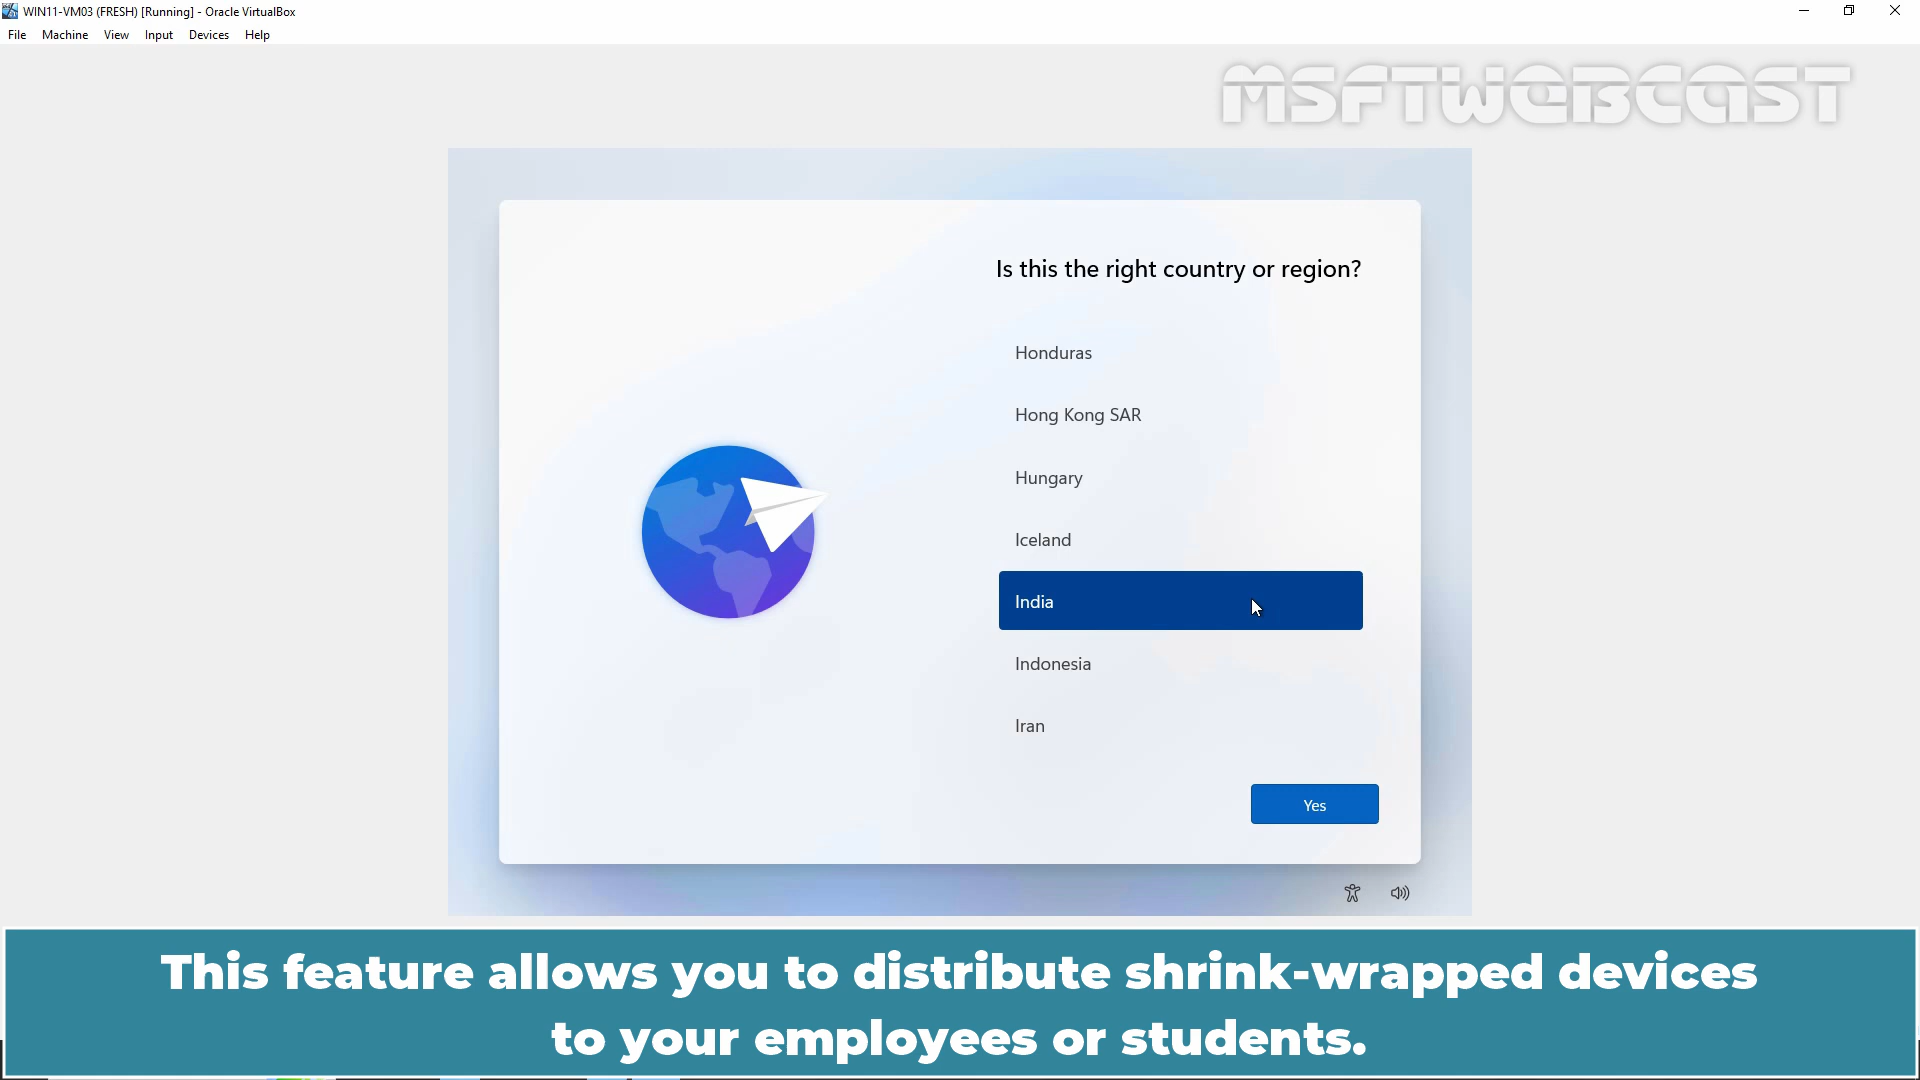 WIN11-VM03 (FRESH) [Running] - Oracle VirtualBox
File Machine View Input Devices Help
MSFTWEBCAST
Is this the right country or region?
Honduras
Hong Kong SAR
Hungary
Iceland
India
Indonesia
Iran
Yes
This feature allows you to distribute shrink-wrapped devices
to your employees or students.